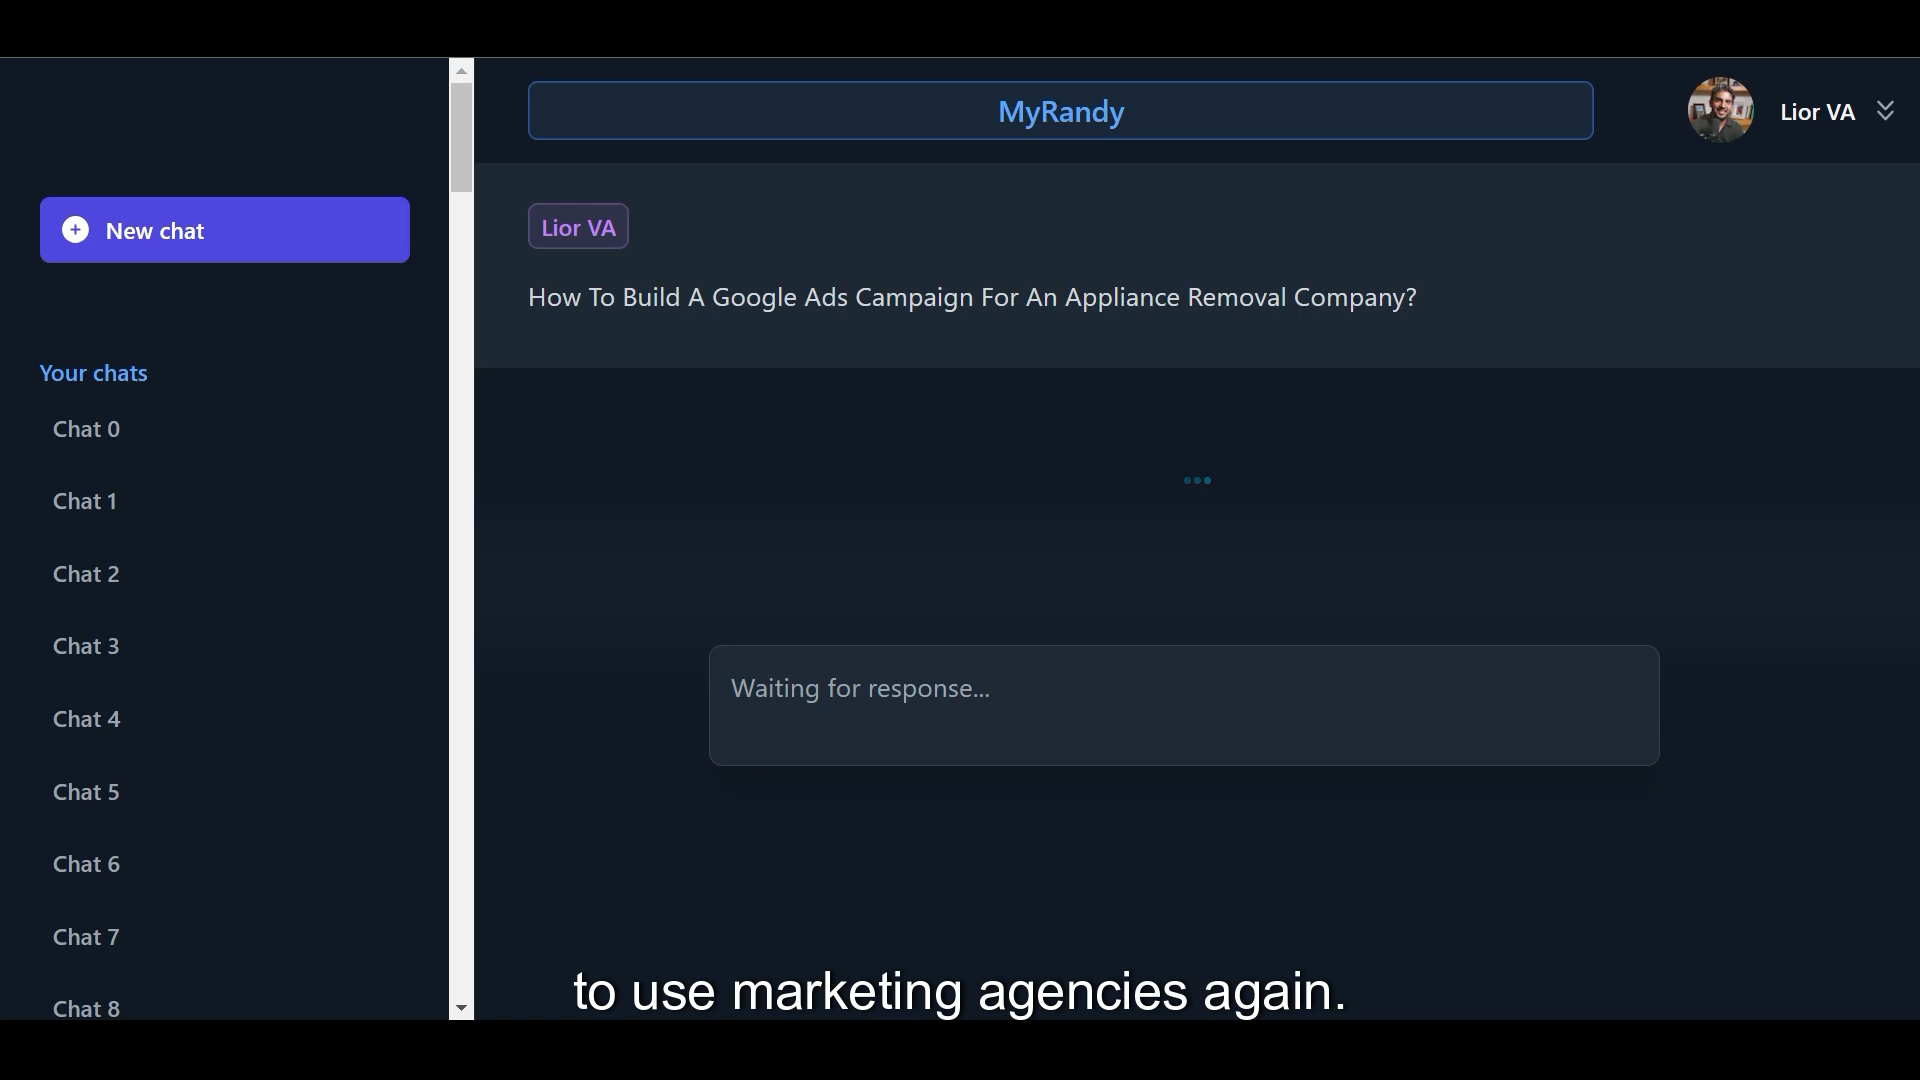 MyRandy
Lior VA
New chat
Lior VA
How To Build A Google Ads Campaign For An Appliance Removal Company?
Your chats
Chat 0
Chat 1
Chat 2
Chat 3
Chat 4
Chat 5
Chat 6
Chat 7
Chat 8
Waiting for response...
to use marketing agencies again.